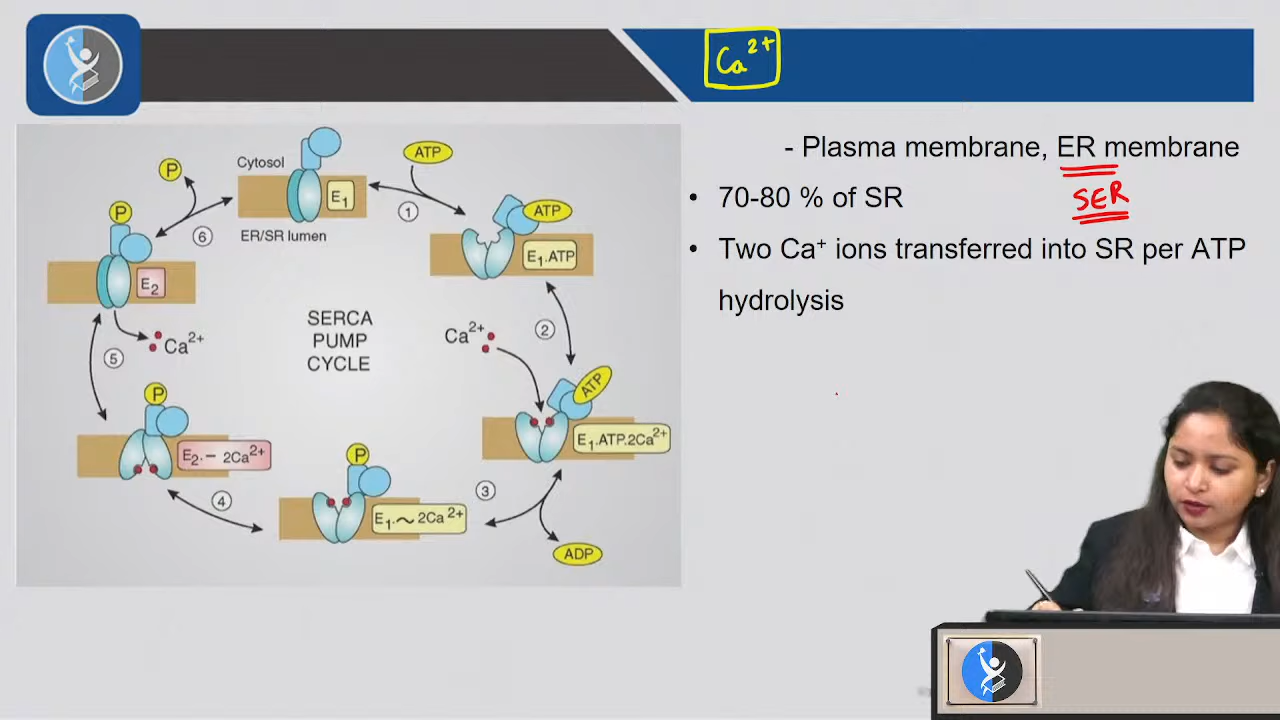 Ca²⁺
- Plasma membrane, ER membrane
SER
• 70-80 % of SR
• Two Ca⁺ ions transferred into SR per ATP
hydrolysis
Cytosol
E₁
ER/SR lumen
ATP
1
ATP
E₁.ATP
2
Ca²⁺
ATP
E₁.ATP.2Ca²⁺
3
ADP
P
E₁.~ 2Ca²⁺
4
P
E₂.– 2Ca²⁺
5
Ca²⁺
P
E₂
6
P
SERCA
PUMP
CYCLE